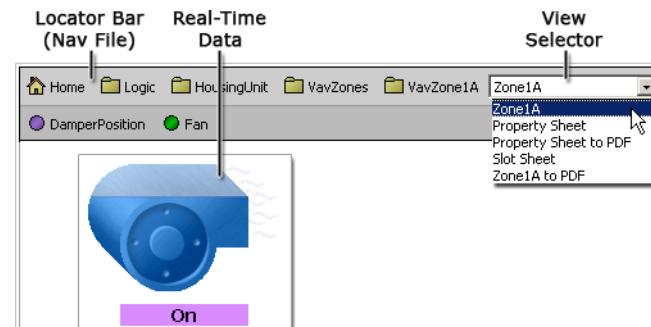 Locator Bar
(Nav File)
Real-Time
Data
View
Selector
Home Logic HousingUnit VavZones VavZone1A Zone1A
DamperPosition Fan
Zone1A
Property Sheet
Property Sheet to PDF
Slot Sheet
Zone1A to PDF
On